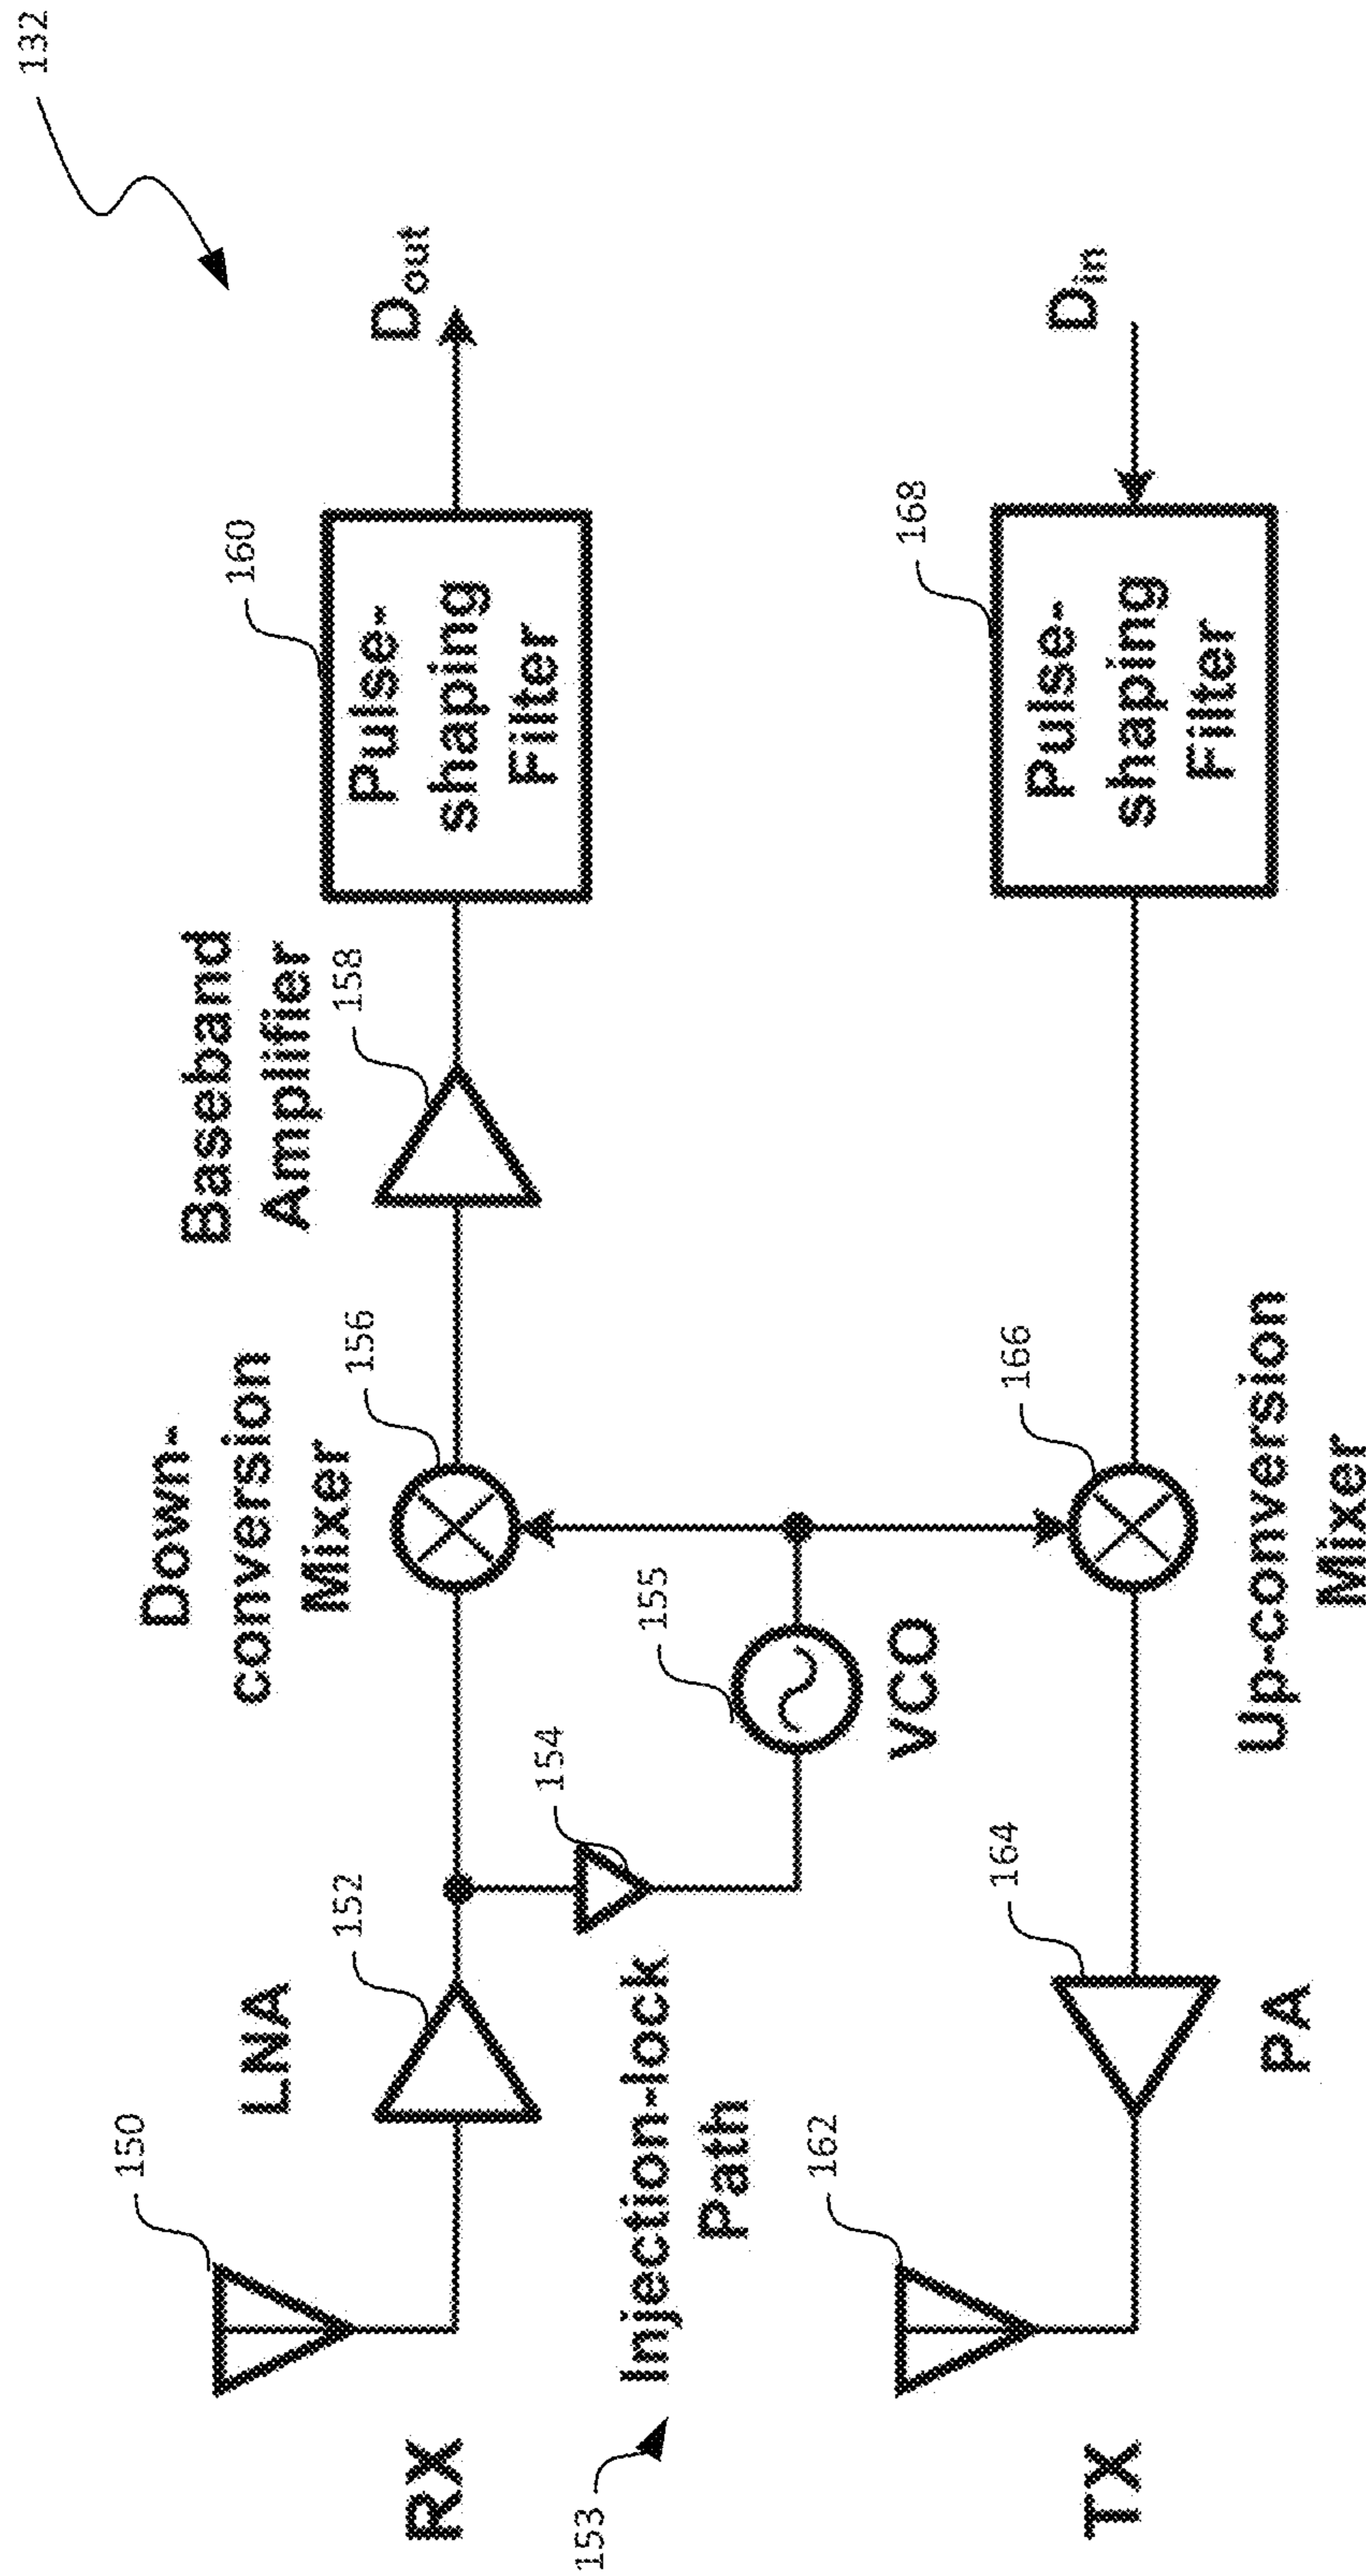 132
RX
150
LNA
152
Down-
conversion
Mixer
156
Baseband
Amplifier
158
160
Pulse-
shaping
Filter
Dout
153
Injection-lock
Path
154
155
VCO
TX
162
PA
164
166
Up-conversion
Mixer
168
Pulse-
shaping
Filter
Din